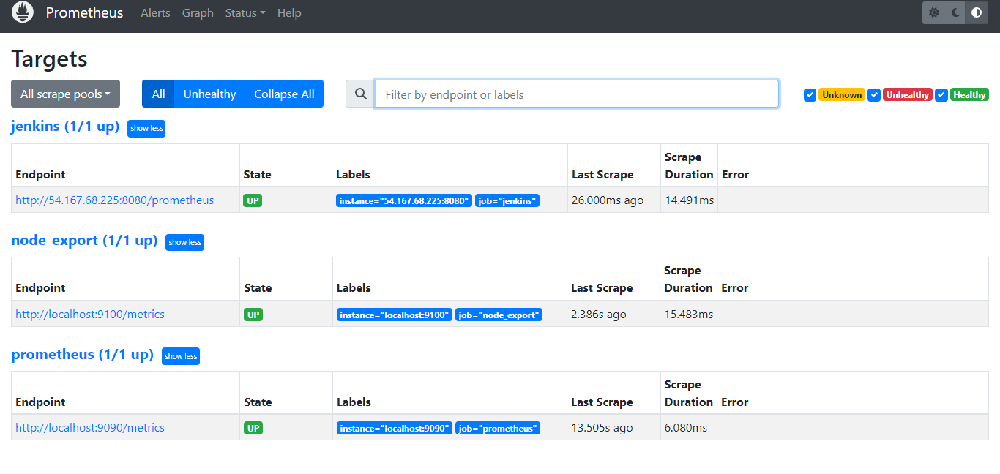 Prometheus Alerts Graph Status Help
Targets
All scrape pools All Unhealthy Collapse All Filter by endpoint or labels Unknown Unhealthy Healthy
jenkins (1/1 up) show less
Endpoint State Labels Last Scrape Scrape Duration Error
http://54.167.68.225:8080/prometheus UP instance="54.167.68.225:8080" job="jenkins" 26.000ms ago 14.491ms
node_export (1/1 up) show less
Endpoint State Labels Last Scrape Scrape Duration Error
http://localhost:9100/metrics UP instance="localhost:9100" job="node_export" 2.386s ago 15.483ms
prometheus (1/1 up) show less
Endpoint State Labels Last Scrape Scrape Duration Error
http://localhost:9090/metrics UP instance="localhost:9090" job="prometheus" 13.505s ago 6.080ms